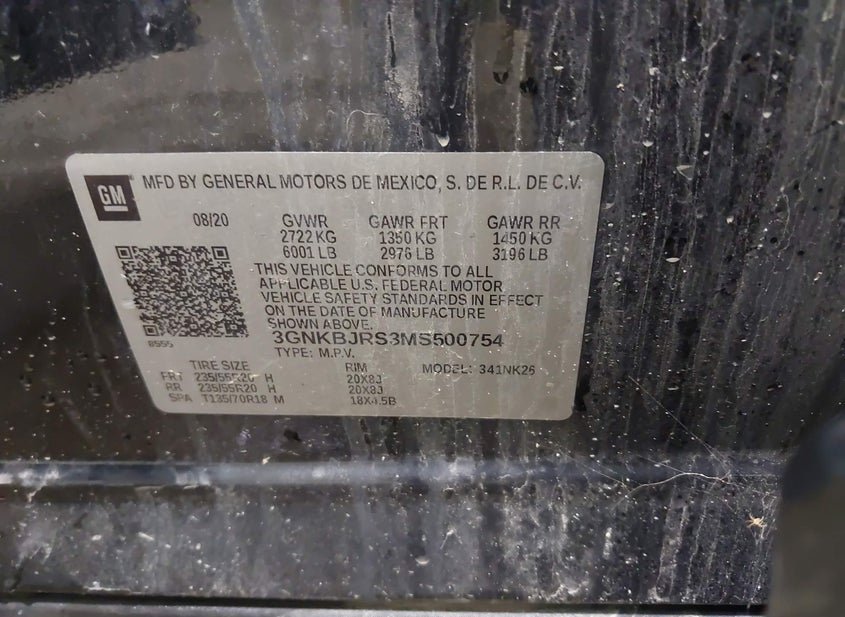 GM MFD BY GENERAL MOTORS DE MEXICO, S. DE R.L. DE C.V.
08/20 GVWR GAWR FRT GAWR RR
2722 KG 1350 KG 1450 KG
6001 LB 2976 LB 3196 LB
THIS VEHICLE CONFORMS TO ALL
APPLICABLE U.S. FEDERAL MOTOR
VEHICLE SAFETY STANDARDS IN EFFECT
ON THE DATE OF MANUFACTURE
SHOWN ABOVE.
8555
3GNKBJRS3MS500754
TYPE: M.P.V. MODEL: 341NK26
TIRE SIZE RIM
FRT 235/55R20 H 20X8J
RR 235/55R20 H 20X8J
SPA T135/70R18 M 18X4.5B